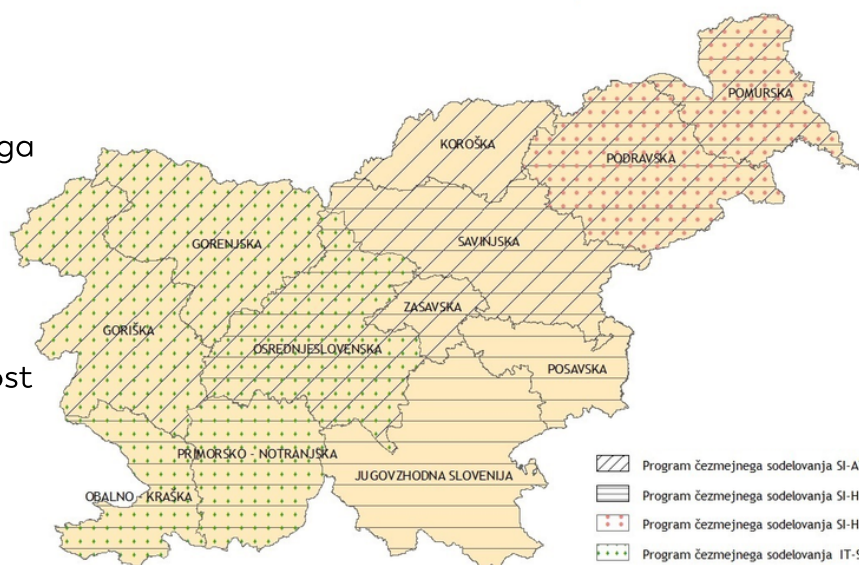 ga
ost
POMURSKA
KOROŠKA
PODRAVSKA
GORENJSKA
SAVINJSKA
ZASAVSKA
GORIŠKA
OSREDNJESLOVENSKA
POSAVSKA
PRIMORSKO - NOTRANJSKA
JUGOVZHODNA SLOVENIJA
OBALNO - KRAŠKA
Program čezmejnega sodelovanja SI-A
Program čezmejnega sodelovanja SI-H
Program čezmejnega sodelovanja SI-H
Program čezmejnega sodelovanja IT-S